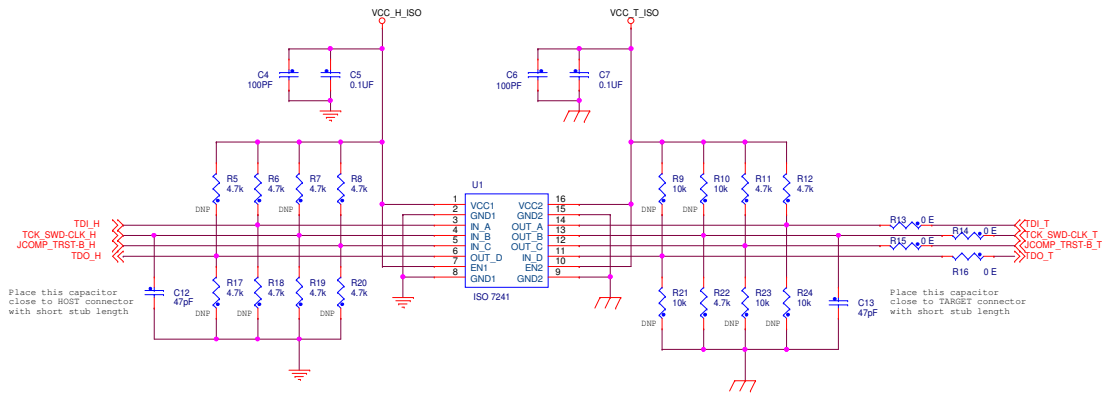 VCC_H_ISO
VCC_T_ISO
C4
100PF
C5
0.1UF
C6
100PF
C7
0.1UF
R5
4.7k
DNP
R6
4.7k
R7
4.7k
DNP
R8
4.7k
R9
10k
R10
10k
DNP
R11
4.7k
R12
4.7k
U1
1 VCC1 VCC2 16
2 GND1 GND2 15
3 IN_A OUT_A 14
4 IN_B OUT_B 13
5 IN_C OUT_C 12
6 OUT_D IN_D 11
7 EN1 EN2 10
8 GND1 GND2 9
ISO 7241
TDI_H
TCK_SWD-CLK_H
JCOMP_TRST-B_H
TDO_H
R13 0 E
R14 0 E
R15 0 E
R16 0 E
TDI_T
TCK_SWD-CLK_T
JCOMP_TRST-B_T
TDO_T
Place this capacitor
close to HOST connector
with short stub length
C12
47pF
R17
4.7k
DNP
R18
4.7k
DNP
R19
4.7k
R20
4.7k
DNP
R21
10k
DNP
R22
4.7k
R23
10k
DNP
R24
10k
DNP
C13
47pF
Place this capacitor
close to TARGET connector
with short stub length